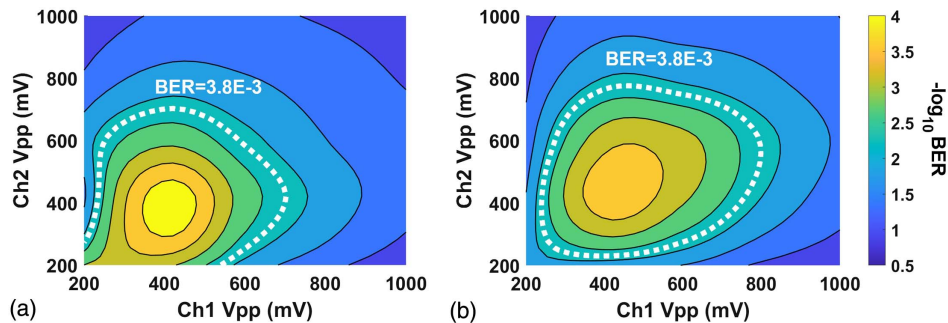 1000
800
600
400
200
Ch2 Vpp (mV)
BER=3.8E-3
200 400 600 800 1000
Ch1 Vpp (mV)
(a)
1000
800
600
400
200
Ch2 Vpp (mV)
BER=3.8E-3
200 400 600 800 1000
Ch1 Vpp (mV)
(b)
4
3.5
3
2.5
2
1.5
1
0.5
-log10 BER